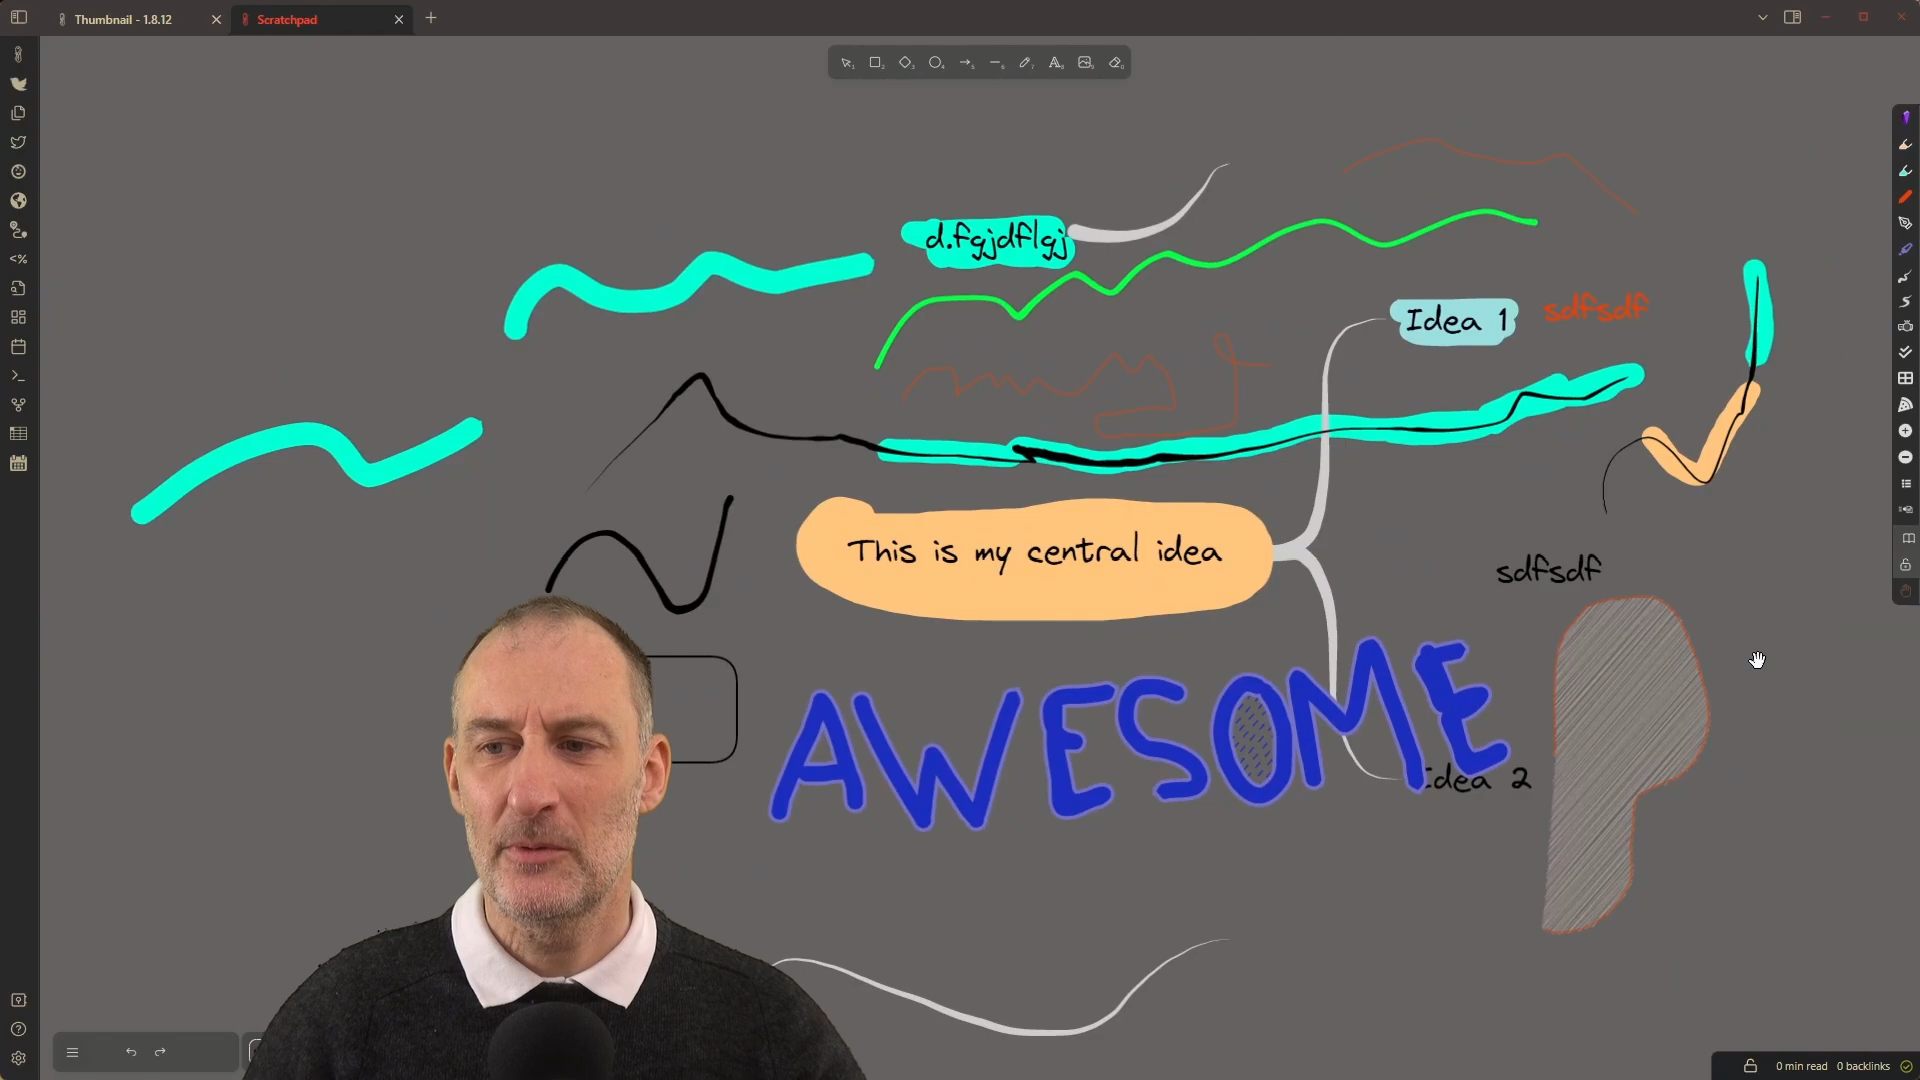 Thumbnail - 1.8.12
Scratchpad
d.fgjdflgj
Idea 1
sdfsdf
This is my central idea
sdfsdf
AWESOME
Idea 2
0 min read 0 backlinks